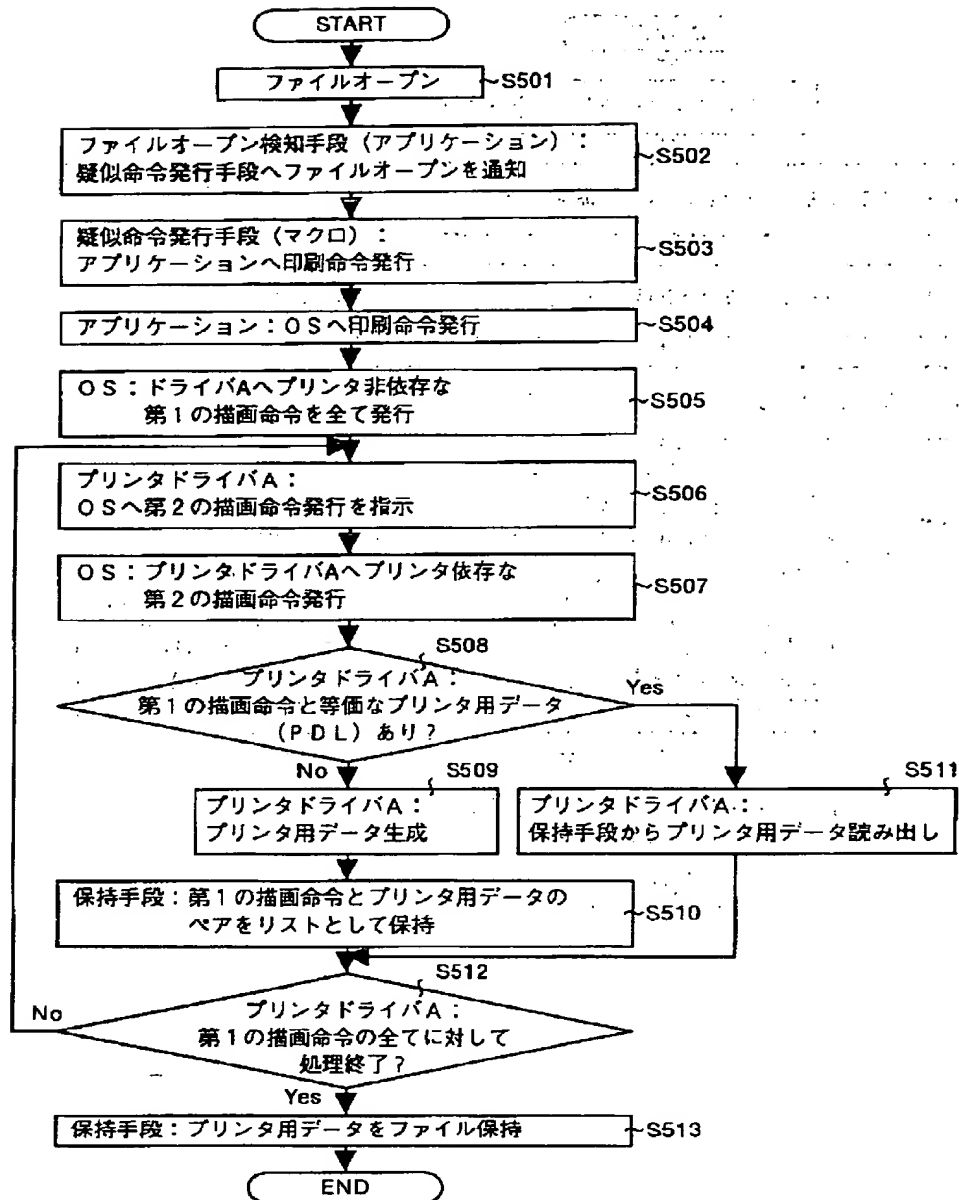 START
ファイルオープン
S501
ファイルオープン検知手段（アプリケーション）：
疑似命令発行手段へファイルオープンを通知
S502
疑似命令発行手段（マクロ）：
アプリケーションへ印刷命令発行
S503
アプリケーション：ＯＳへ印刷命令発行
S504
ＯＳ：ドライバAへプリンタ非依存な
第１の描画命令を全て発行
S505
プリンタドライバA：
ＯＳへ第２の描画命令発行を指示
S506
ＯＳ：プリンタドライバAへプリンタ依存な
第２の描画命令発行
S507
S508
プリンタドライバA：
第１の描画命令と等価なプリンタ用データ
（ＰＤＬ）あり？
Yes
No
S509
プリンタドライバA：
プリンタ用データ生成
S511
プリンタドライバA：
保持手段からプリンタ用データ読み出し
保持手段：第１の描画命令とプリンタ用データの
ペアをリストとして保持
S510
S512
プリンタドライバA：
第１の描画命令の全てに対して
処理終了？
No
Yes
保持手段：プリンタ用データをファイル保持
S513
END